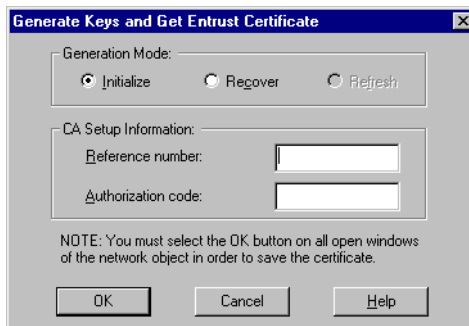 Generate Keys and Get Entrust Certificate
Generation Mode:
Initialize Recover Refresh
CA Setup Information:
Reference number:
Authorization code:
NOTE: You must select the OK button on all open windows
of the network object in order to save the certificate.
OK Cancel Help